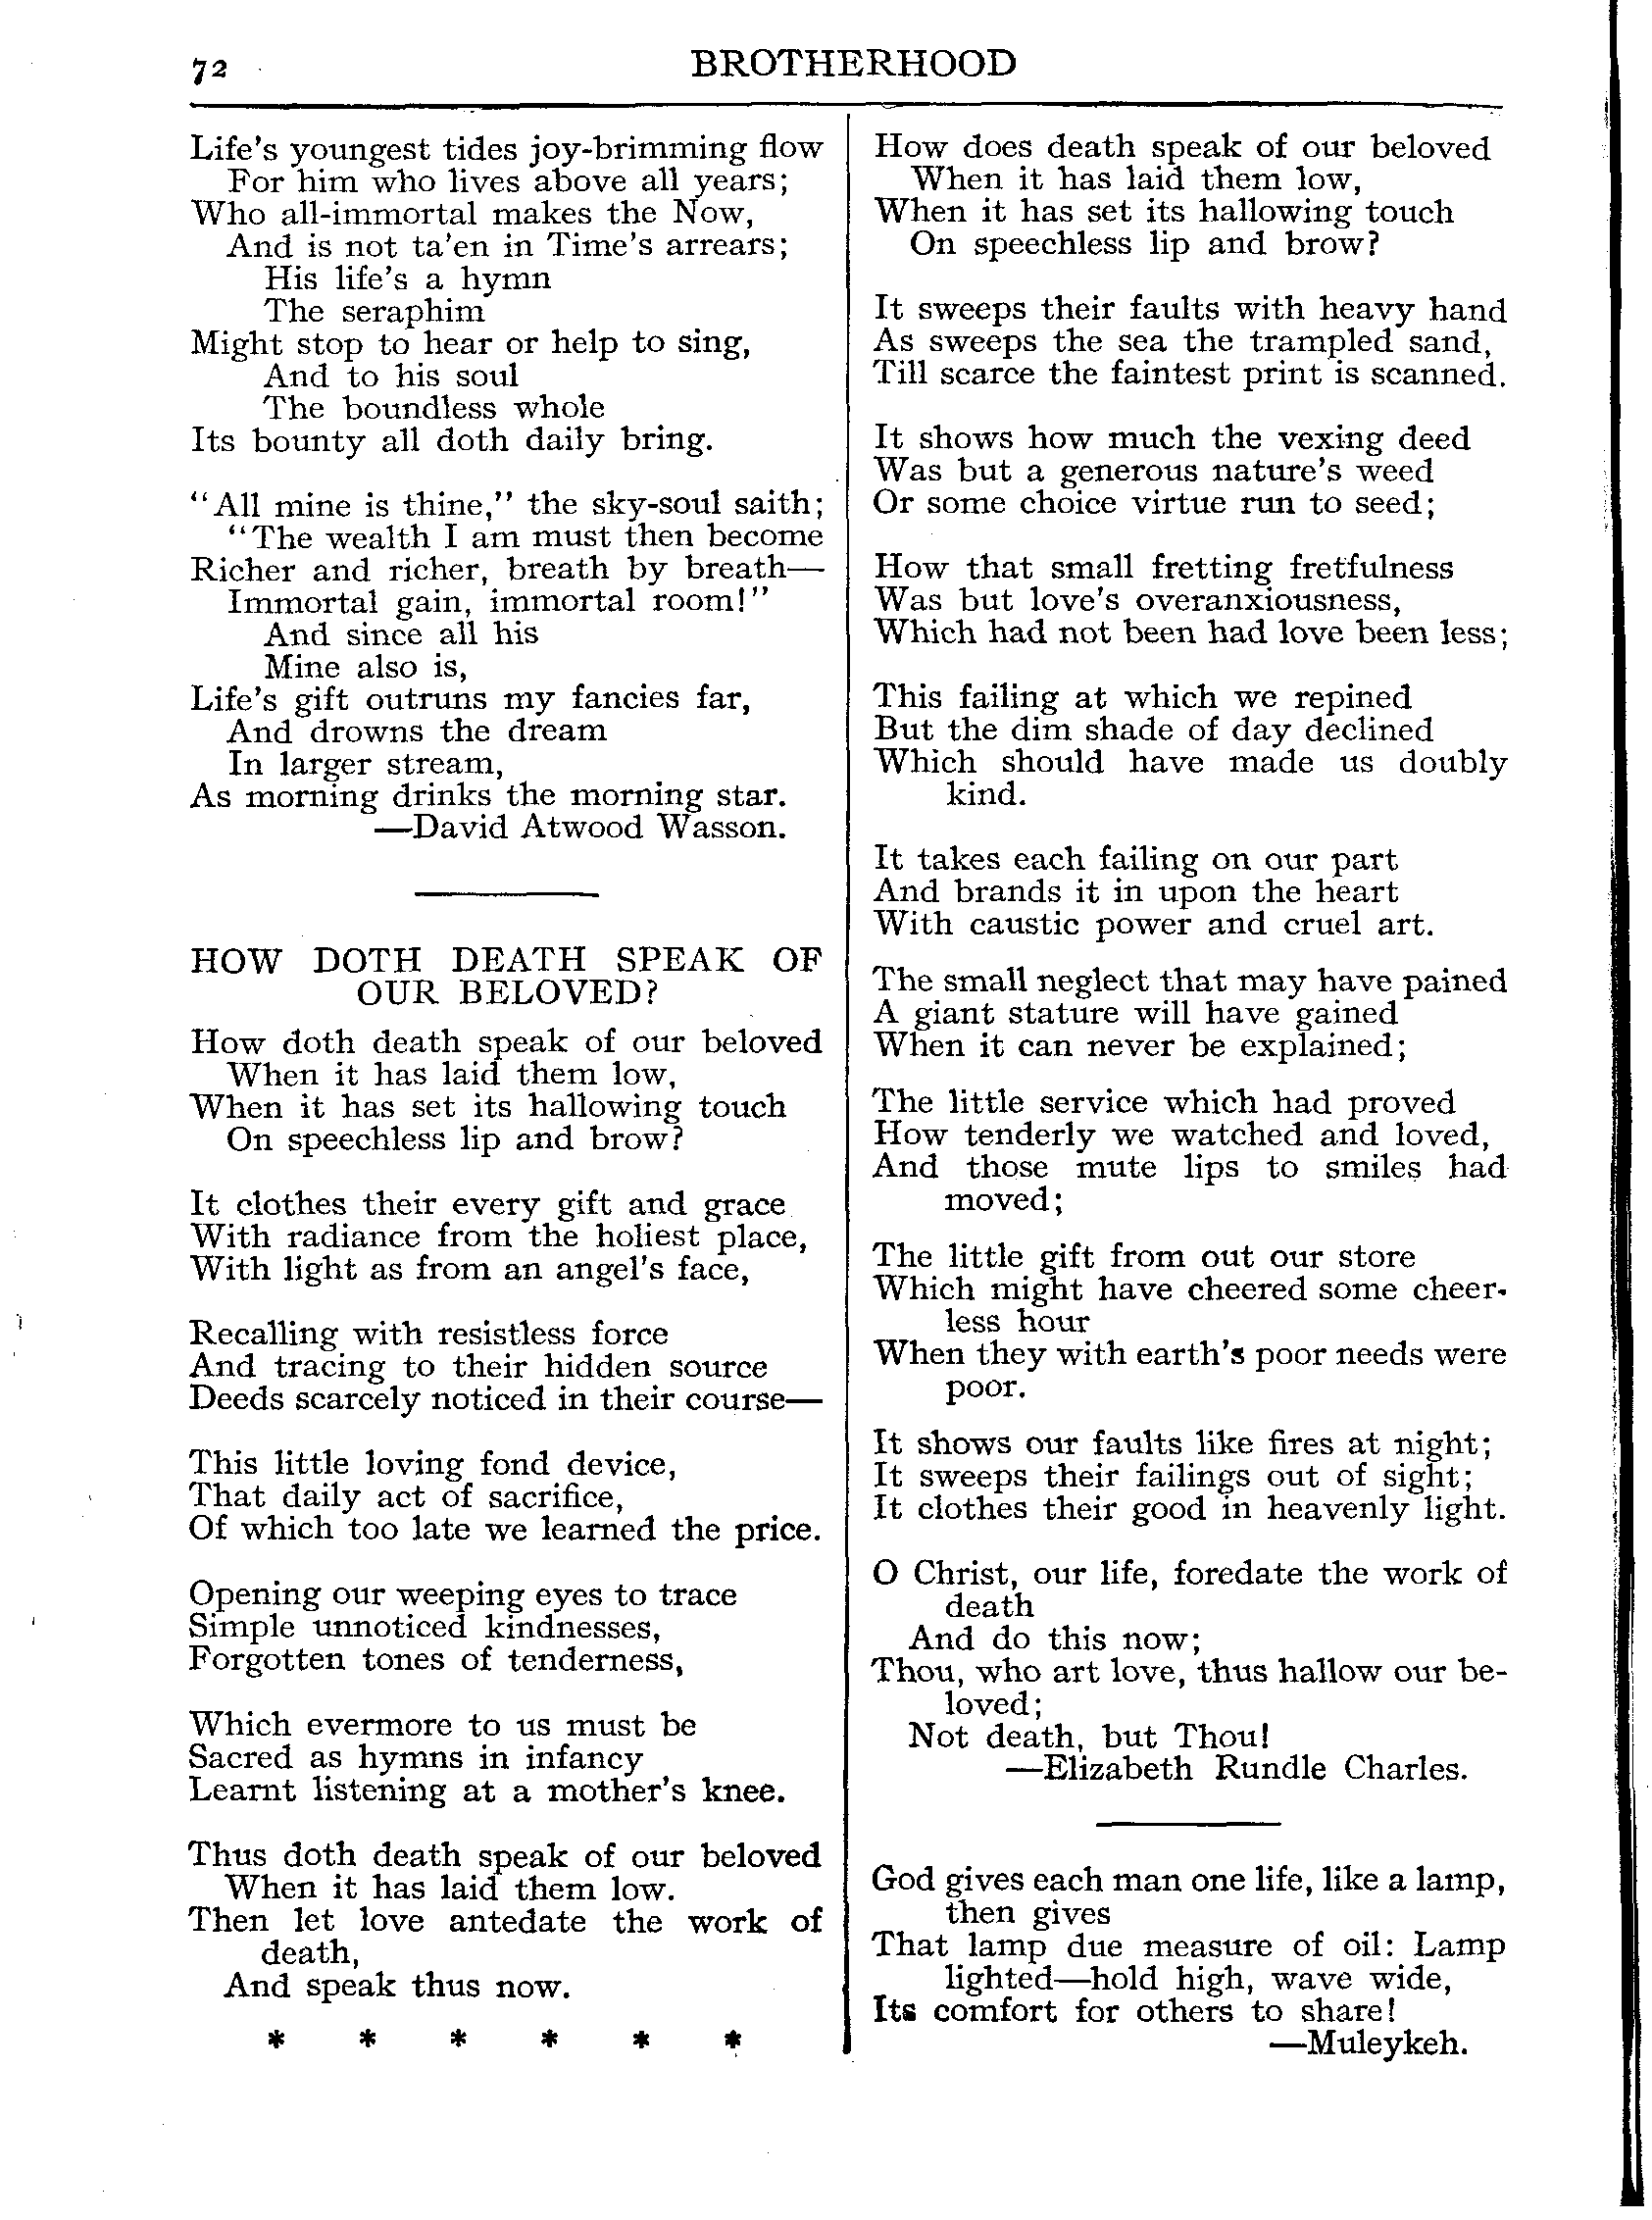 72
BROTHERHOOD
Life's youngest tides joy-brimming flow
For him who lives above all years;
Who all-immortal makes the Now,
And is not ta'en in Time's arrears;
His life's a hymn
The seraphim
Might stop to hear or help to sing,
And to his soul
The boundless whole
Its bounty all doth daily bring.
"All mine is thine," the sky-soul saith;
"The wealth I am must then become
Richer and richer, breath by breath—
Immortal gain, immortal room!"
And since all his
Mine also is,
Life's gift outruns my fancies far,
And drowns the dream
In larger stream,
As morning drinks the morning star.
—David Atwood Wasson.
HOW DOTH DEATH SPEAK OF
OUR BELOVED?
How doth death speak of our beloved
When it has laid them low,
When it has set its hallowing touch
On speechless lip and brow?
It clothes their every gift and grace
With radiance from the holiest place,
With light as from an angel's face,
Recalling with resistless force
And tracing to their hidden source
Deeds scarcely noticed in their course—
This little loving fond device,
That daily act of sacrifice,
Of which too late we learned the price.
Opening our weeping eyes to trace
Simple unnoticed kindnesses,
Forgotten tones of tenderness,
Which evermore to us must be
Sacred as hymns in infancy
Learnt listening at a mother's knee.
Thus doth death speak of our beloved
When it has laid them low.
Then let love antedate the work of
death,
And speak thus now.
* * * * * *
How does death speak of our beloved
When it has laid them low,
When it has set its hallowing touch
On speechless lip and brow?
It sweeps their faults with heavy hand
As sweeps the sea the trampled sand,
Till scarce the faintest print is scanned.
It shows how much the vexing deed
Was but a generous nature's weed
Or some choice virtue run to seed;
How that small fretting fretfulness
Was but love's overanxiousness,
Which had not been had love been less;
This failing at which we repined
But the dim shade of day declined
Which should have made us doubly
kind.
It takes each failing on our part
And brands it in upon the heart
With caustic power and cruel art.
The small neglect that may have pained
A giant stature will have gained
When it can never be explained;
The little service which had proved
How tenderly we watched and loved,
And those mute lips to smiles had
moved;
The little gift from out our store
Which might have cheered some cheer-
less hour
When they with earth's poor needs were
poor.
It shows our faults like fires at night;
It sweeps their failings out of sight;
It clothes their good in heavenly light.
O Christ, our life, foredate the work of
death
And do this now;
Thou, who art love, thus hallow our be-
loved;
Not death, but Thou!
—Elizabeth Rundle Charles.
God gives each man one life, like a lamp,
then gives
That lamp due measure of oil: Lamp
lighted—hold high, wave wide,
Its comfort for others to share!
—Muleykeh.